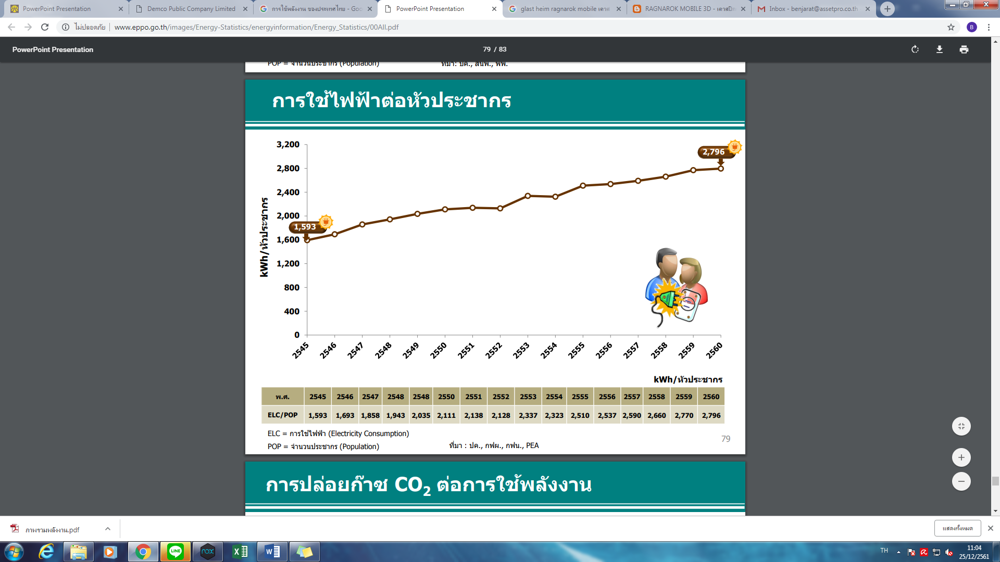 PowerPoint Presentation
Demco Public Company Limited
การใช้พลังงาน ของประเทศไทย - Goo
PowerPoint Presentation
glast heim ragnarok mobile เควส
RAGNAROK MOBILE 3D - เควสปีก
Inbox - benjarat@assetpro.co.th
ไม่ปลอดภัย
www.eppo.go.th/images/Energy-Statistics/energyinformation/Energy_Statistics/00All.pdf
B
PowerPoint Presentation
79 / 83
POP = จำนวนประชากร (Population)
ที่มา: ปค., สนพ., พพ.
การใช้ไฟฟ้าต่อหัวประชากร
kWh/หัวประชากร
3,200
2,800
2,400
2,000
1,600
1,200
800
400
0
1,593
2,796
2545 2546 2547 2548 2549 2550 2551 2552 2553 2554 2555 2556 2557 2558 2559 2560
kWh/หัวประชากร
พ.ศ. 2545 2546 2547 2548 2548 2550 2551 2552 2553 2554 2555 2556 2557 2558 2559 2560
ELC/POP 1,593 1,693 1,858 1,943 2,035 2,111 2,138 2,128 2,337 2,323 2,510 2,537 2,590 2,660 2,770 2,796
ELC = การใช้ไฟฟ้า (Electricity Consumption)
POP = จำนวนประชากร (Population)
ที่มา : ปค., กฟผ., กฟน., PEA
79
การปล่อยก๊าซ CO2 ต่อการใช้พลังงาน
ภาพรวมพลังงาน.pdf
แสดงทั้งหมด
LINE
nox
TH
11:04
25/12/2561